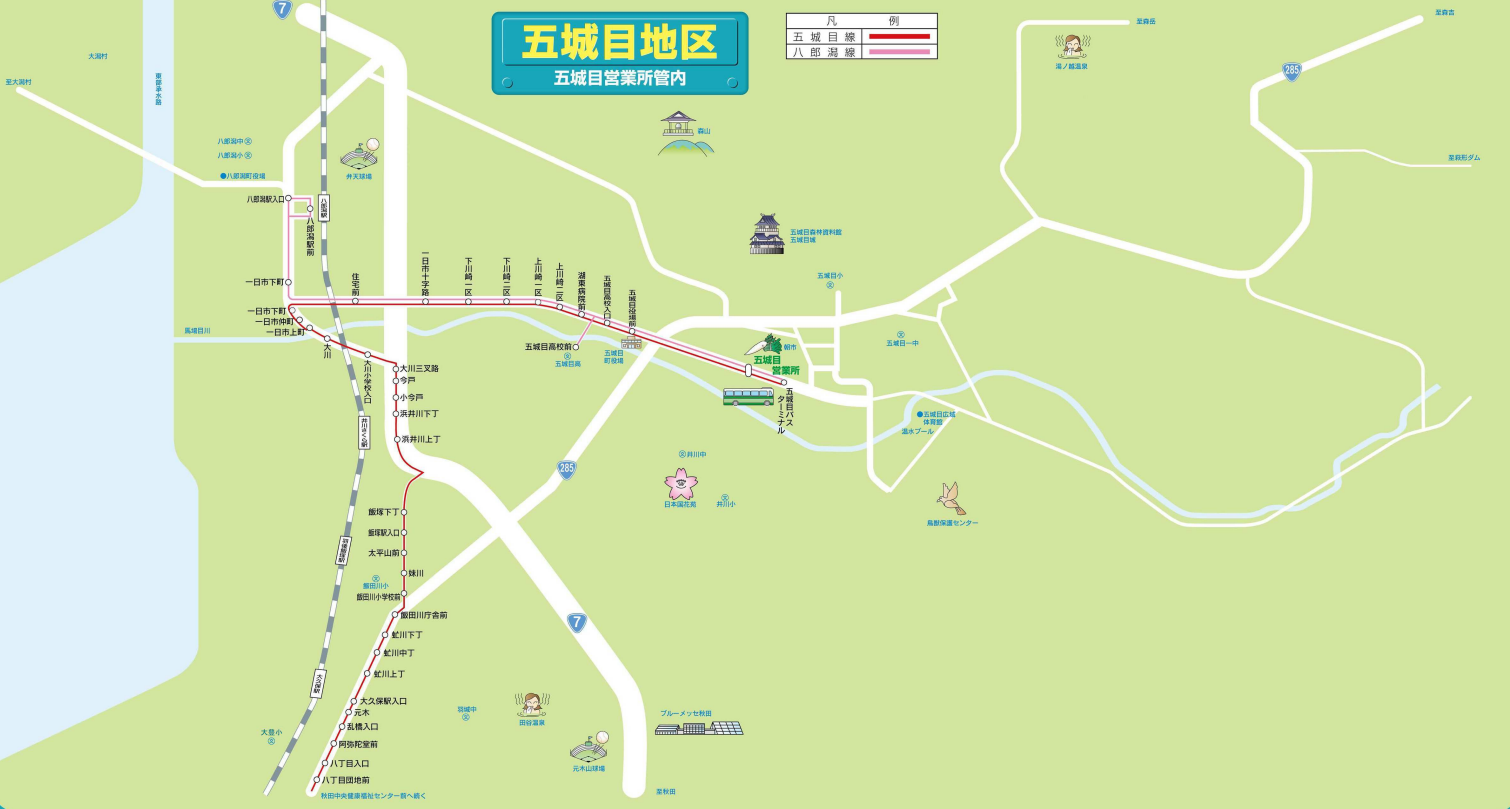 五城目地区
五城目営業所管内
凡 例
五城目線
八郎潟線
7
至森岳
至森吉
湯ノ越温泉
285
大潟村
至大潟村
東部承水路
八郎潟中 文
八郎潟小 文
●八郎潟町役場
弁天球場
森山
至萩形ダム
八郎潟駅入口
八郎潟駅前
八郎潟駅
五城目森林資料館
五城目城
五城目小
文
一日市下町
住宅前
一日市十字路
下川崎一区
下川崎二区
上川崎一区
上川崎二区
湖東病院前
五城目高校入口
五城目役場前
一日市下町
一日市仲町
一日市上町
大川
大川小学校入口
馬場目川
五城目高校前
文
五城目高
五城目
町役場
朝市
五城目
営業所
五城目バス
ターミナル
文
五城目一中
●五城目広域
体育館
温水プール
大川三叉路
今戸
小今戸
浜井川下丁
浜井川上丁
井川さくら駅
文井川中
日本国花苑
文
井川小
285
鳥獣保護センター
飯塚下丁
飯塚駅入口
太平山前
妹川
飯田川小学校前
羽後飯塚駅
文
飯田川小
飯田川庁舎前
虻川下丁
虻川中丁
虻川上丁
7
大久保駅
大久保駅入口
元木
乱橋入口
阿弥陀堂前
八丁目入口
八丁目団地前
羽城中
文
田谷温泉
ブルーメッセ秋田
大豊小
文
元木山球場
至秋田
秋田中央健康福祉センター前へ続く